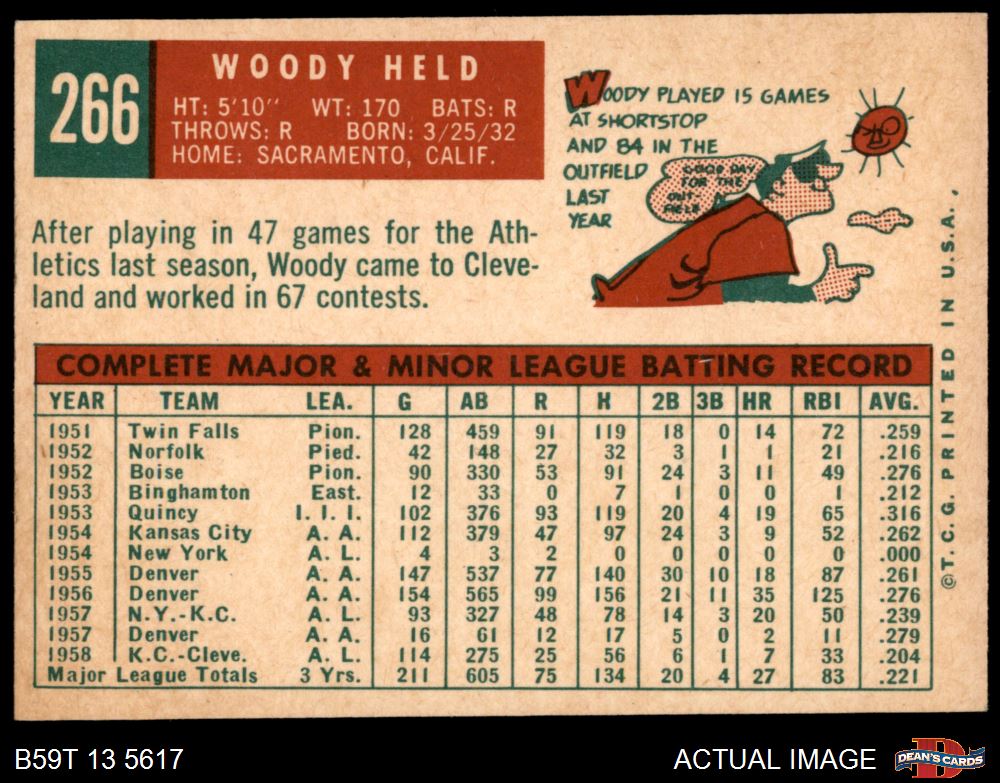 266
WOODY HELD
HT: 5'10" WT: 170 BATS: R
THROWS: R BORN: 3/25/32
HOME: SACRAMENTO, CALIF.
WOODY PLAYED 15 GAMES
AT SHORTSTOP
AND 84 IN THE
OUTFIELD
LAST
YEAR
GOOD DAY
FOR THE
After playing in 47 games for the Ath-
letics last season, Woody came to Cleve-
land and worked in 67 contests.
COMPLETE MAJOR & MINOR LEAGUE BATTING RECORD
YEAR TEAM LEA. G AB R H 2B 3B HR RBI AVG.
1951 Twin Falls Pion. 128 459 91 119 18 0 14 72 .259
1952 Norfolk Pied. 42 148 27 32 3 1 1 21 .216
1952 Boise Pion. 90 330 53 91 24 3 11 49 .276
1953 Binghamton East. 12 33 0 7 1 0 0 1 .212
1953 Quincy I. I. I. 102 376 93 119 20 4 19 65 .316
1954 Kansas City A. A. 112 379 47 97 24 3 9 52 .262
1954 New York A. L. 4 3 2 0 0 0 0 0 .000
1955 Denver A. A. 147 537 77 140 30 10 18 87 .261
1956 Denver A. A. 154 565 99 156 21 11 35 125 .276
1957 N.Y.-K.C. A. L. 93 327 48 78 14 3 20 50 .239
1957 Denver A. A. 16 61 12 17 5 0 2 11 .279
1958 K.C.-Cleve. A. L. 114 275 25 56 6 1 7 33 .204
Major League Totals 3 Yrs. 211 605 75 134 20 4 27 83 .221
©T. C. G. PRINTED IN U.S.A.
B59T 13 5617
ACTUAL IMAGE
D
DEAN'S CARDS